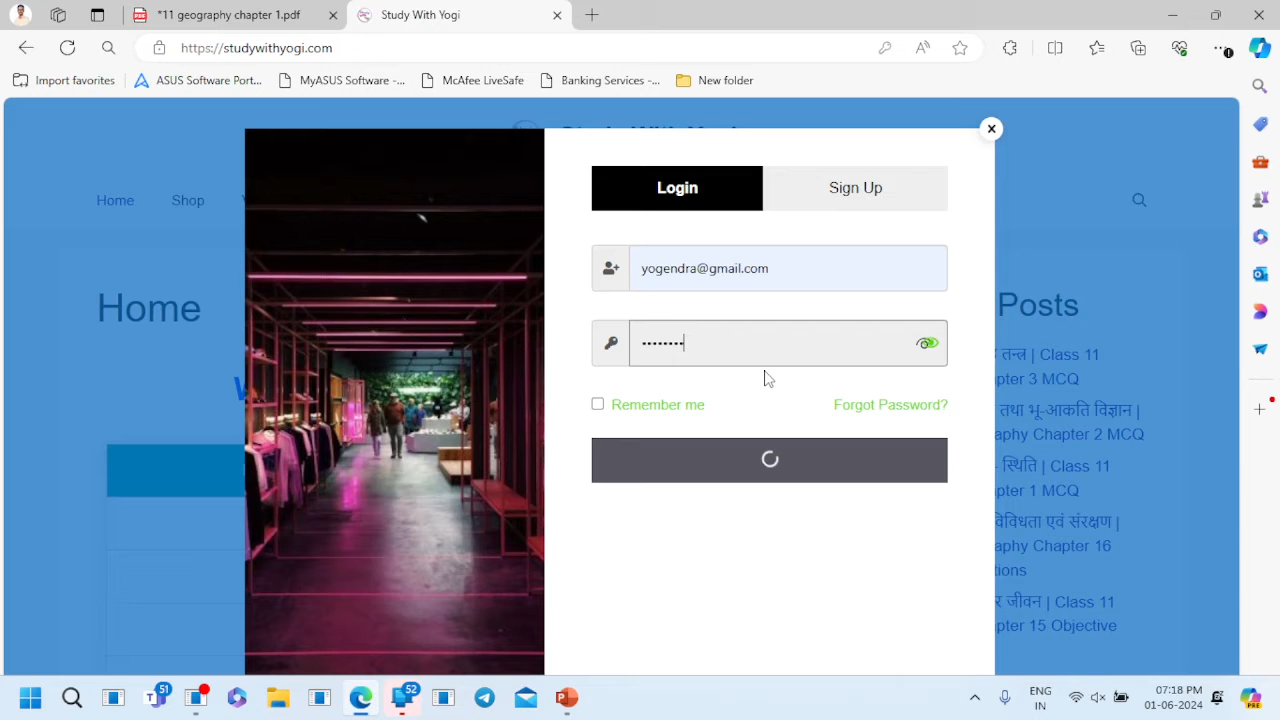 *11 geography chapter 1.pdf
Study With Yogi
https://studywithyogi.com
Import favorites
ASUS Software Port...
MyASUS Software -...
McAfee LiveSafe
Banking Services -...
New folder
Login
Sign Up
Home
Shop
yogendra@gmail.com
Home
Posts
तन्त्र | Class 11
apter 3 MCQ
Remember me
Forgot Password?
तथा भू-आकति विज्ञान |
aphy Chapter 2 MCQ
- स्थिति | Class 11
pter 1 MCQ
विविधता एवं संरक्षण |
aphy Chapter 16
tions
र जीवन | Class 11
pter 15 Objective
51
52
ENG
IN
07:18 PM
01-06-2024
PRE